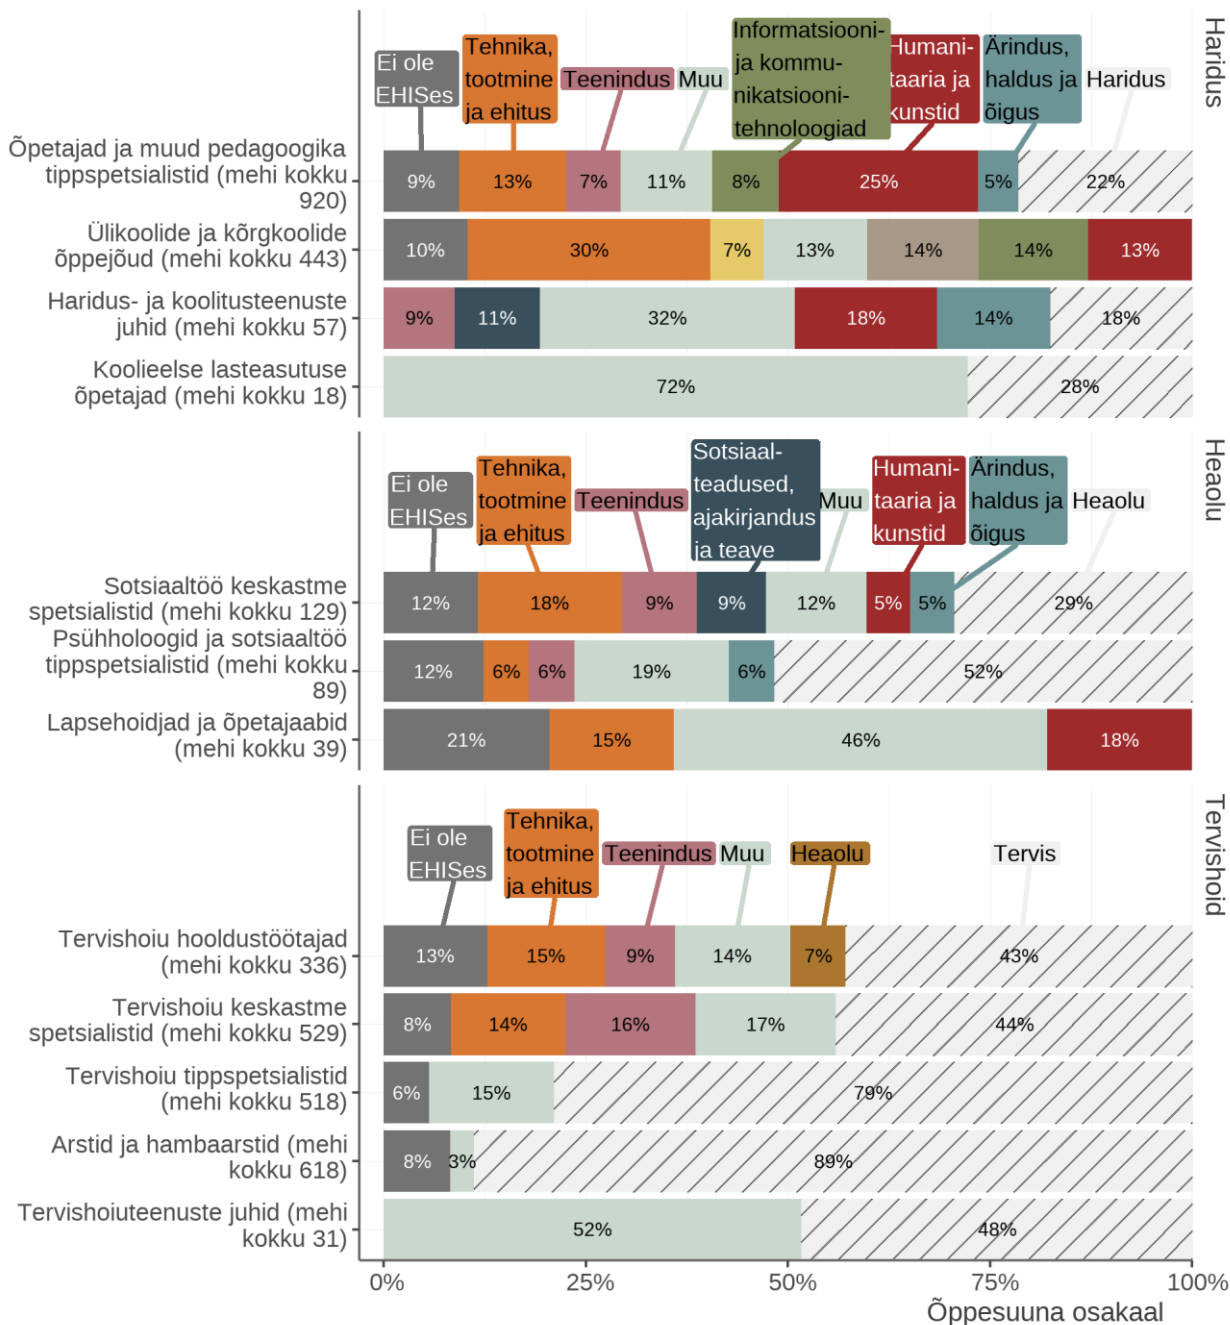 Haridus
Ei ole
EHISes
Tehnika,
tootmine
ja ehitus
Teenindus
Muu
Informatsiooni-
ja kommu-
nikatsiooni-
tehnoloogiad
Humani-
taaria ja
kunstid
Ärindus,
haldus ja
õigus
Haridus
Õpetajad ja muud pedagoogika
tippspetsialistid (mehi kokku
920)
9% 13% 7% 11% 8% 25% 5% 22%
Ülikoolide ja kõrgkoolide
õppejõud (mehi kokku 443)
10% 30% 7% 13% 14% 14% 13%
Haridus- ja koolitusteenuste
juhid (mehi kokku 57)
9% 11% 32% 18% 14% 18%
Koolieelse lasteasutuse
õpetajad (mehi kokku 18)
72% 28%
Heaolu
Ei ole
EHISes
Tehnika,
tootmine
ja ehitus
Teenindus
Sotsiaal-
teadused,
ajakirjandus
ja teave
Muu
Humani-
taaria ja
kunstid
Ärindus,
haldus ja
õigus
Heaolu
Sotsiaaltöö keskastme
spetsialistid (mehi kokku 129)
12% 18% 9% 9% 12% 5% 5% 29%
Psühholoogid ja sotsiaaltöö
tippspetsialistid (mehi kokku
89)
12% 6% 6% 19% 6% 52%
Lapsehoidjad ja õpetajaabid
(mehi kokku 39)
21% 15% 46% 18%
Tervishoid
Ei ole
EHISes
Tehnika,
tootmine
ja ehitus
Teenindus
Muu
Heaolu
Tervis
Tervishoiu hooldustöötajad
(mehi kokku 336)
13% 15% 9% 14% 7% 43%
Tervishoiu keskastme
spetsialistid (mehi kokku 529)
8% 14% 16% 17% 44%
Tervishoiu tippspetsialistid
(mehi kokku 518)
6% 15% 79%
Arstid ja hambaarstid (mehi
kokku 618)
8% 3% 89%
Tervishoiuteenuste juhid (mehi
kokku 31)
52% 48%
0% 25% 50% 75% 100%
Õppesuuna osakaal